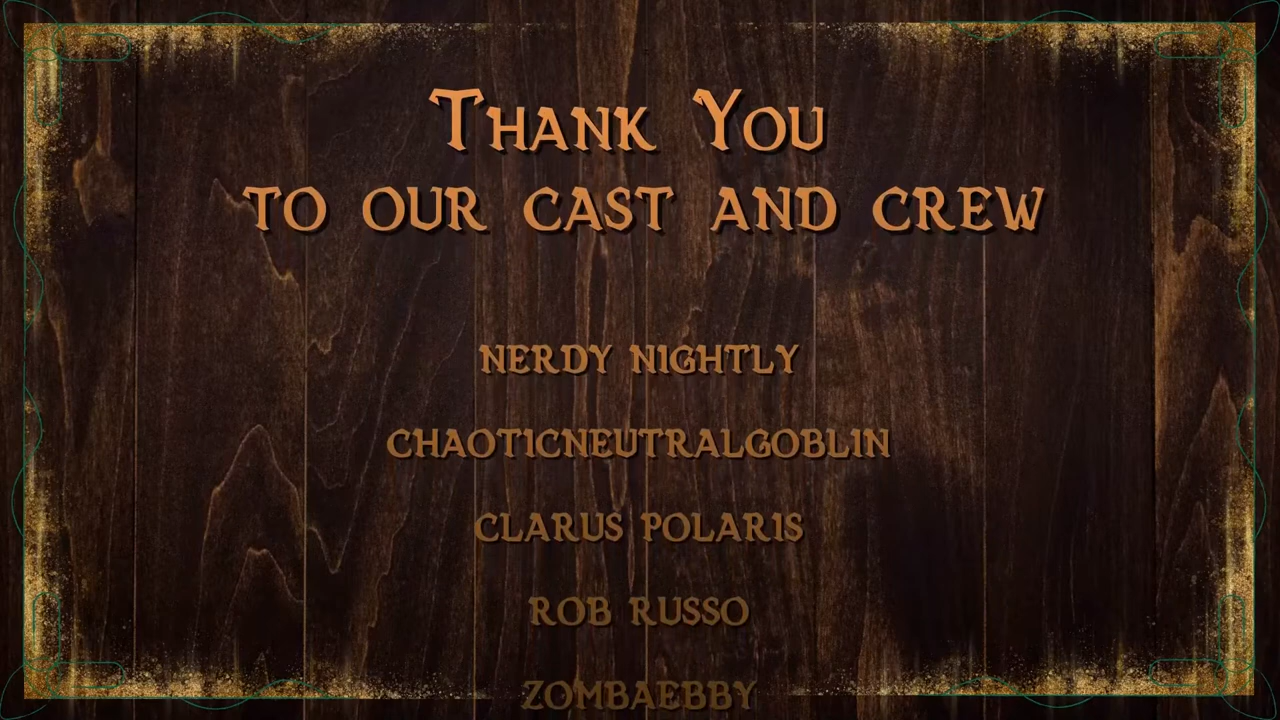 Thank You
to our cast and crew
Nerdy Nightly
ChaoticNeutralGoblin
Clarus Polaris
Rob Russo
Zombaebby